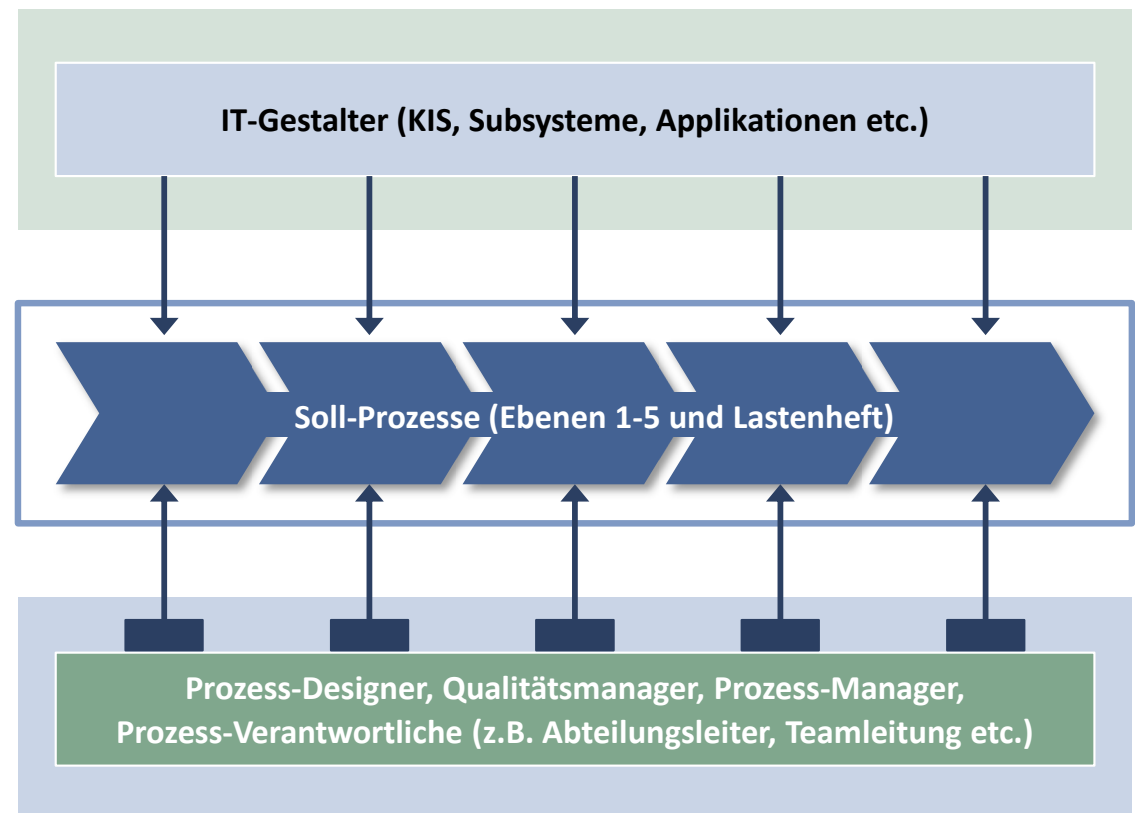 IT-Gestalter (KIS, Subsysteme, Applikationen etc.)
Soll-Prozesse (Ebenen 1-5 und Lastenheft)
Prozess-Designer, Qualitätsmanager, Prozess-Manager,
Prozess-Verantwortliche (z.B. Abteilungsleiter, Teamleitung etc.)